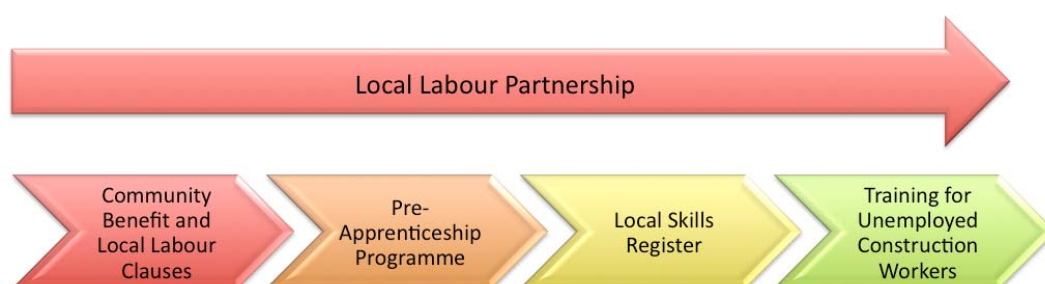 Local Labour Partnership
Community
Benefit and
Local Labour
Clauses
Pre-
Apprenticeship
Programme
Local Skills
Register
Training for
Unemployed
Construction
Workers